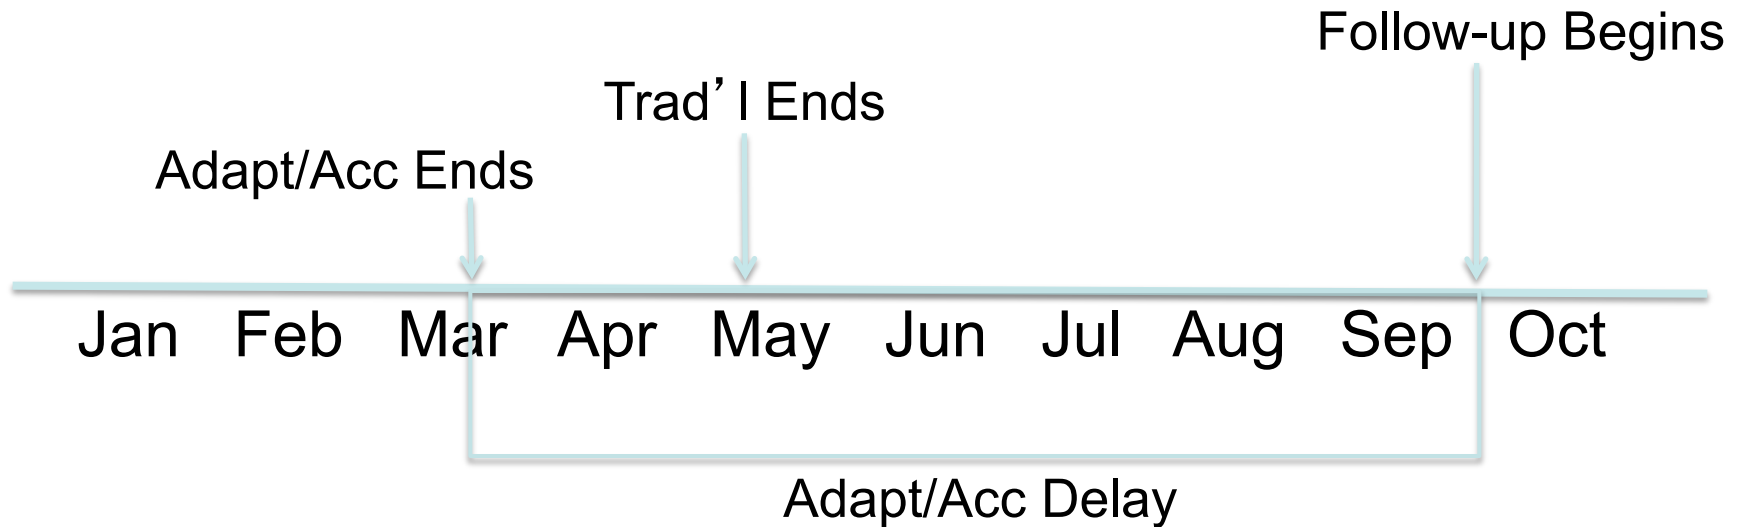 Follow-up Begins
Trad’l Ends
Adapt/Acc Ends
Jan Feb Mar Apr May Jun Jul Aug Sep Oct
Adapt/Acc Delay